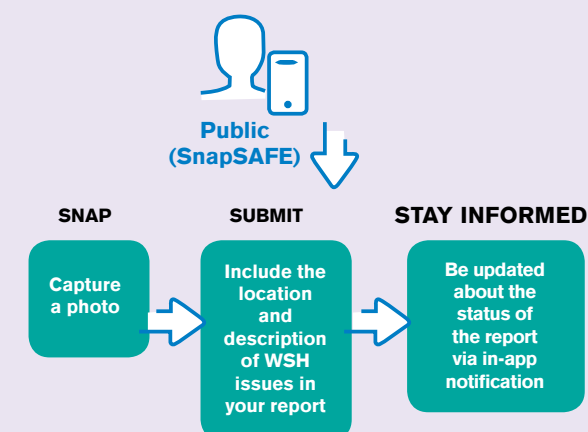 Public
(SnapSAFE)
SNAP
Capture
a photo
SUBMIT
Include the
location
and
description
of WSH
issues in
your report
STAY INFORMED
Be updated
about the
status of
the report
via in-app
notification